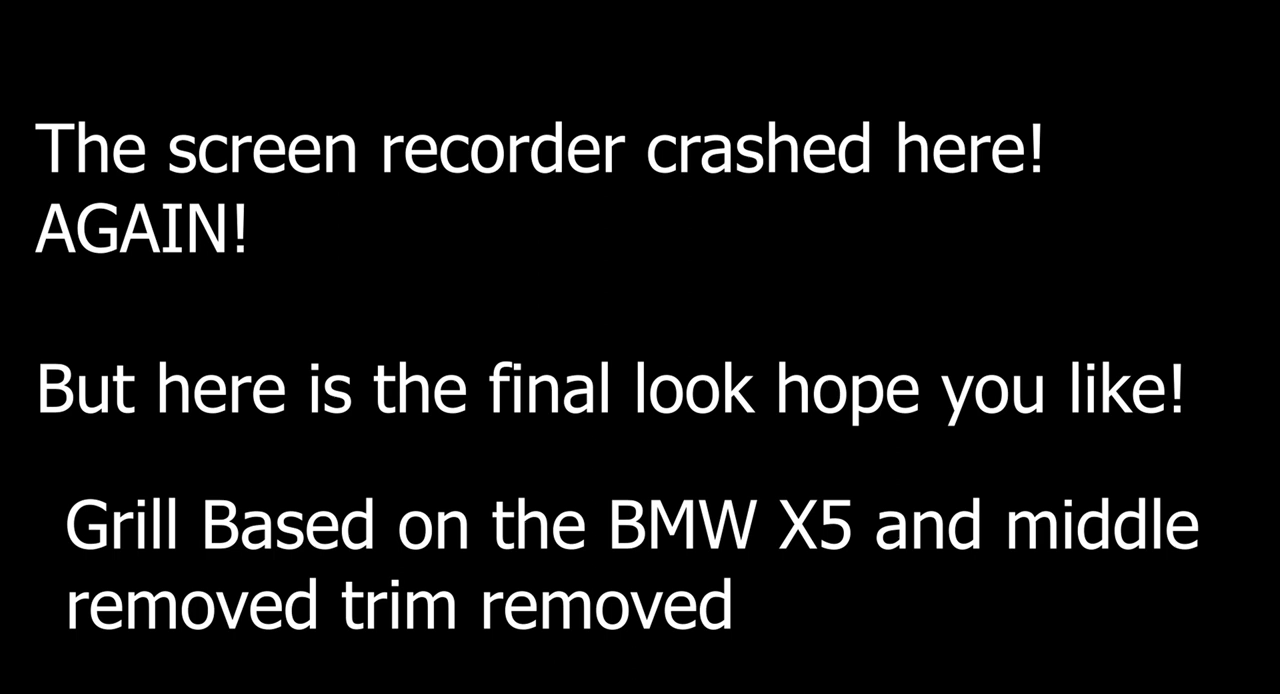 The screen recorder crashed here!
AGAIN!
But here is the final look hope you like!
Grill Based on the BMW X5 and middle
removed trim removed